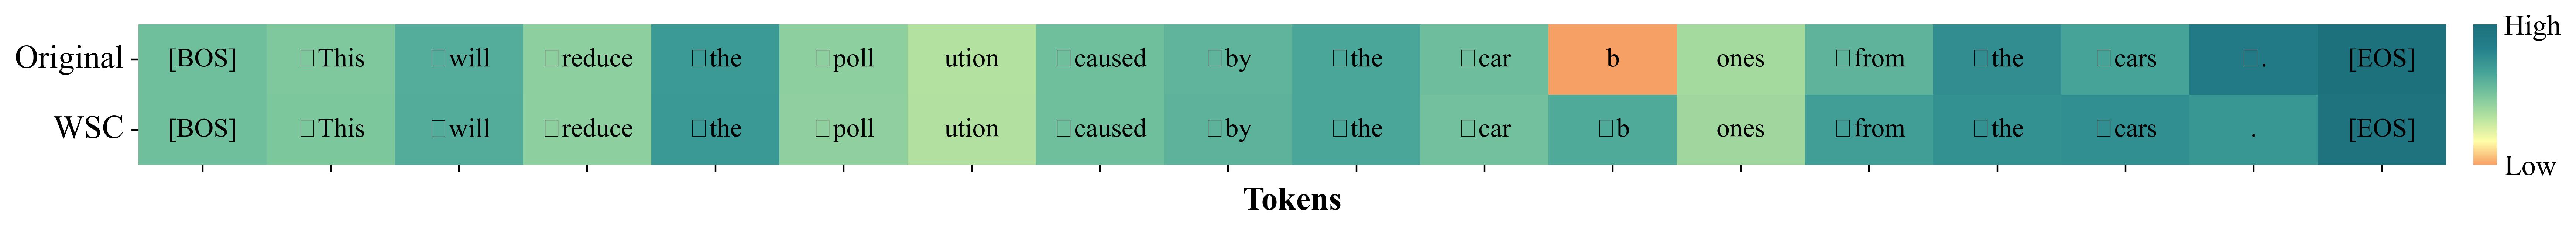 Original [BOS] □This □will □reduce □the □poll ution □caused □by □the □car b ones □from □the □cars □. [EOS] High
WSC [BOS] □This □will □reduce □the □poll ution □caused □by □the □car □b ones □from □the □cars . [EOS] Low
Tokens